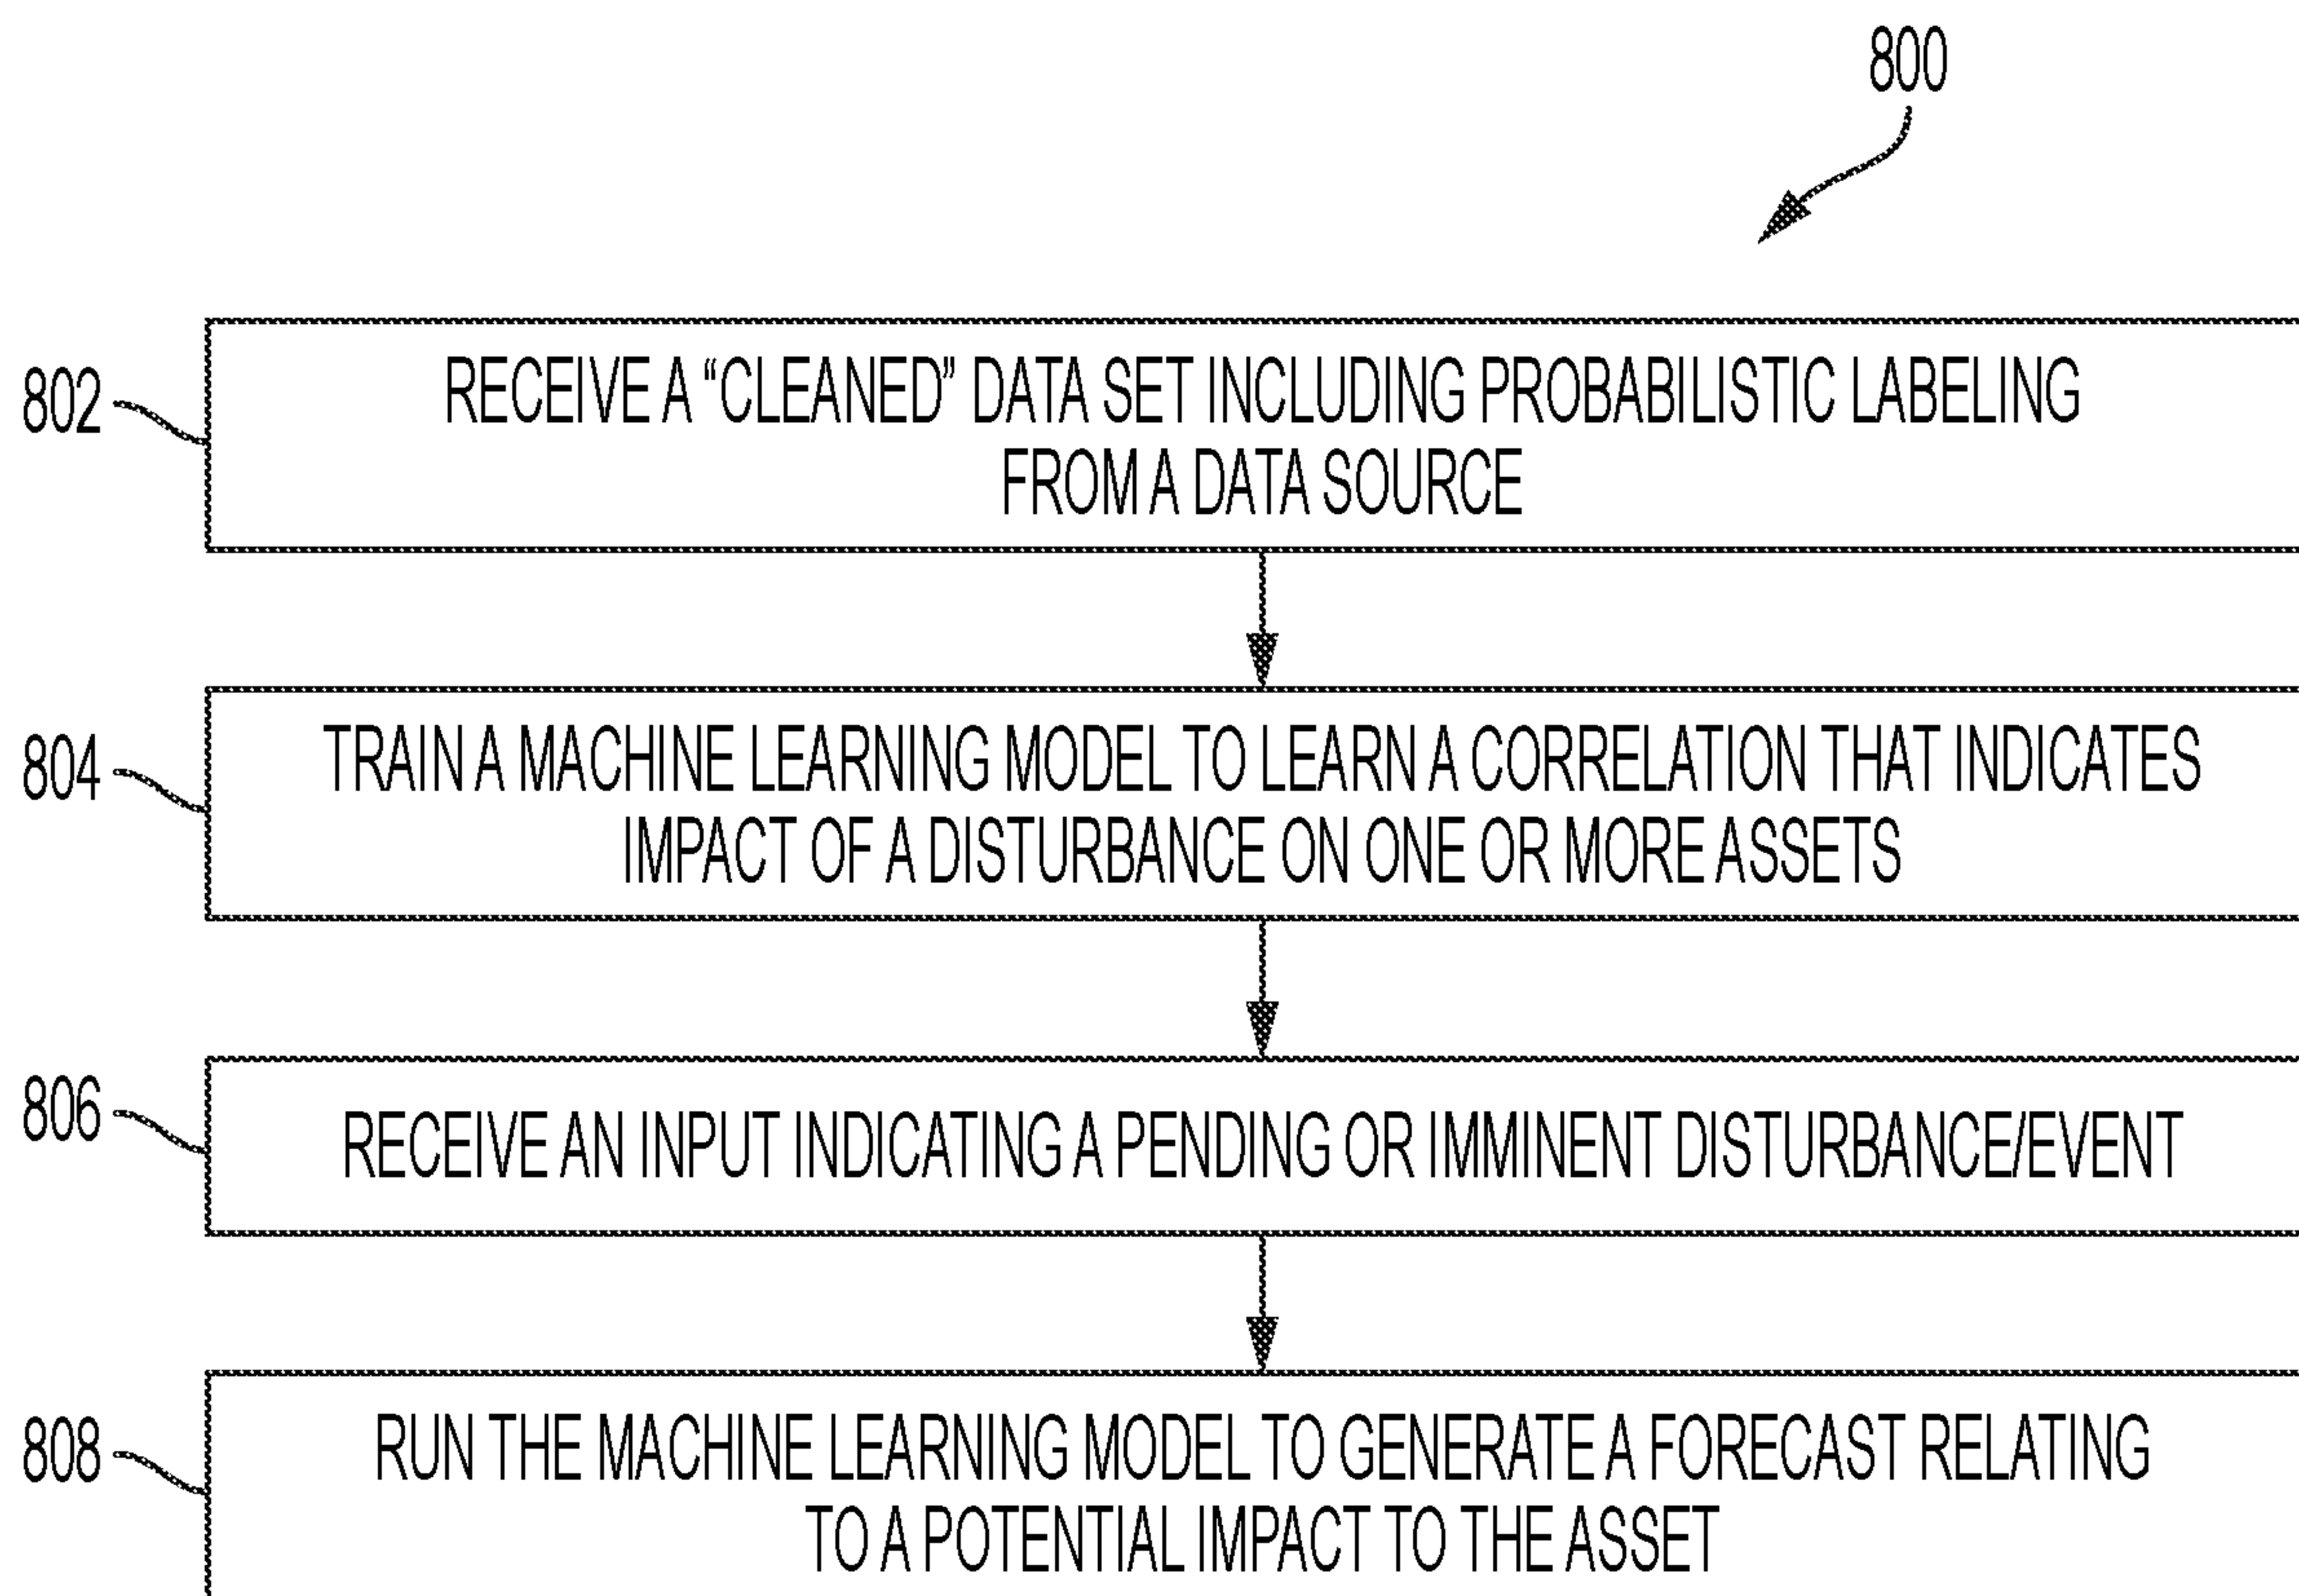 800
802
RECEIVE A “CLEANED” DATA SET INCLUDING PROBABILISTIC LABELING
FROM A DATA SOURCE
804
TRAIN A MACHINE LEARNING MODEL TO LEARN A CORRELATION THAT INDICATES
IMPACT OF A DISTURBANCE ON ONE OR MORE ASSETS
806
RECEIVE AN INPUT INDICATING A PENDING OR IMMINENT DISTURBANCE/EVENT
808
RUN THE MACHINE LEARNING MODEL TO GENERATE A FORECAST RELATING
TO A POTENTIAL IMPACT TO THE ASSET